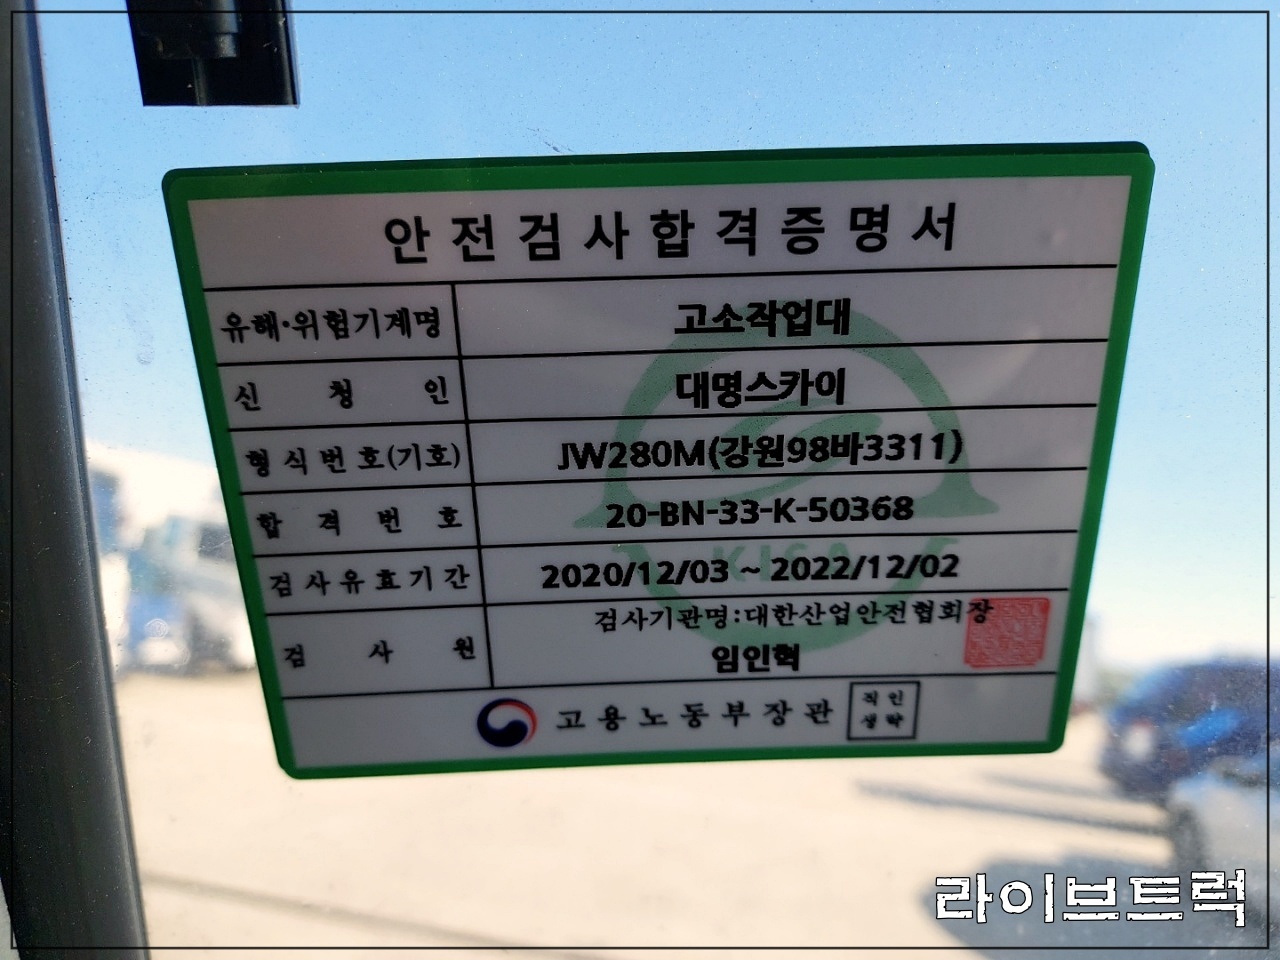 안전검사합격증명서
유해·위험기계명 고소작업대
신청인 대명스카이
형식번호(기호) JW280M(강원98바3311)
합격번호 20-BN-33-K-50368
검사유효기간 2020/12/03 ~ 2022/12/02
검사원 검사기관명:대한산업안전협회장
임인혁
고용노동부장관 직인
생략
KISA
라이브트럭